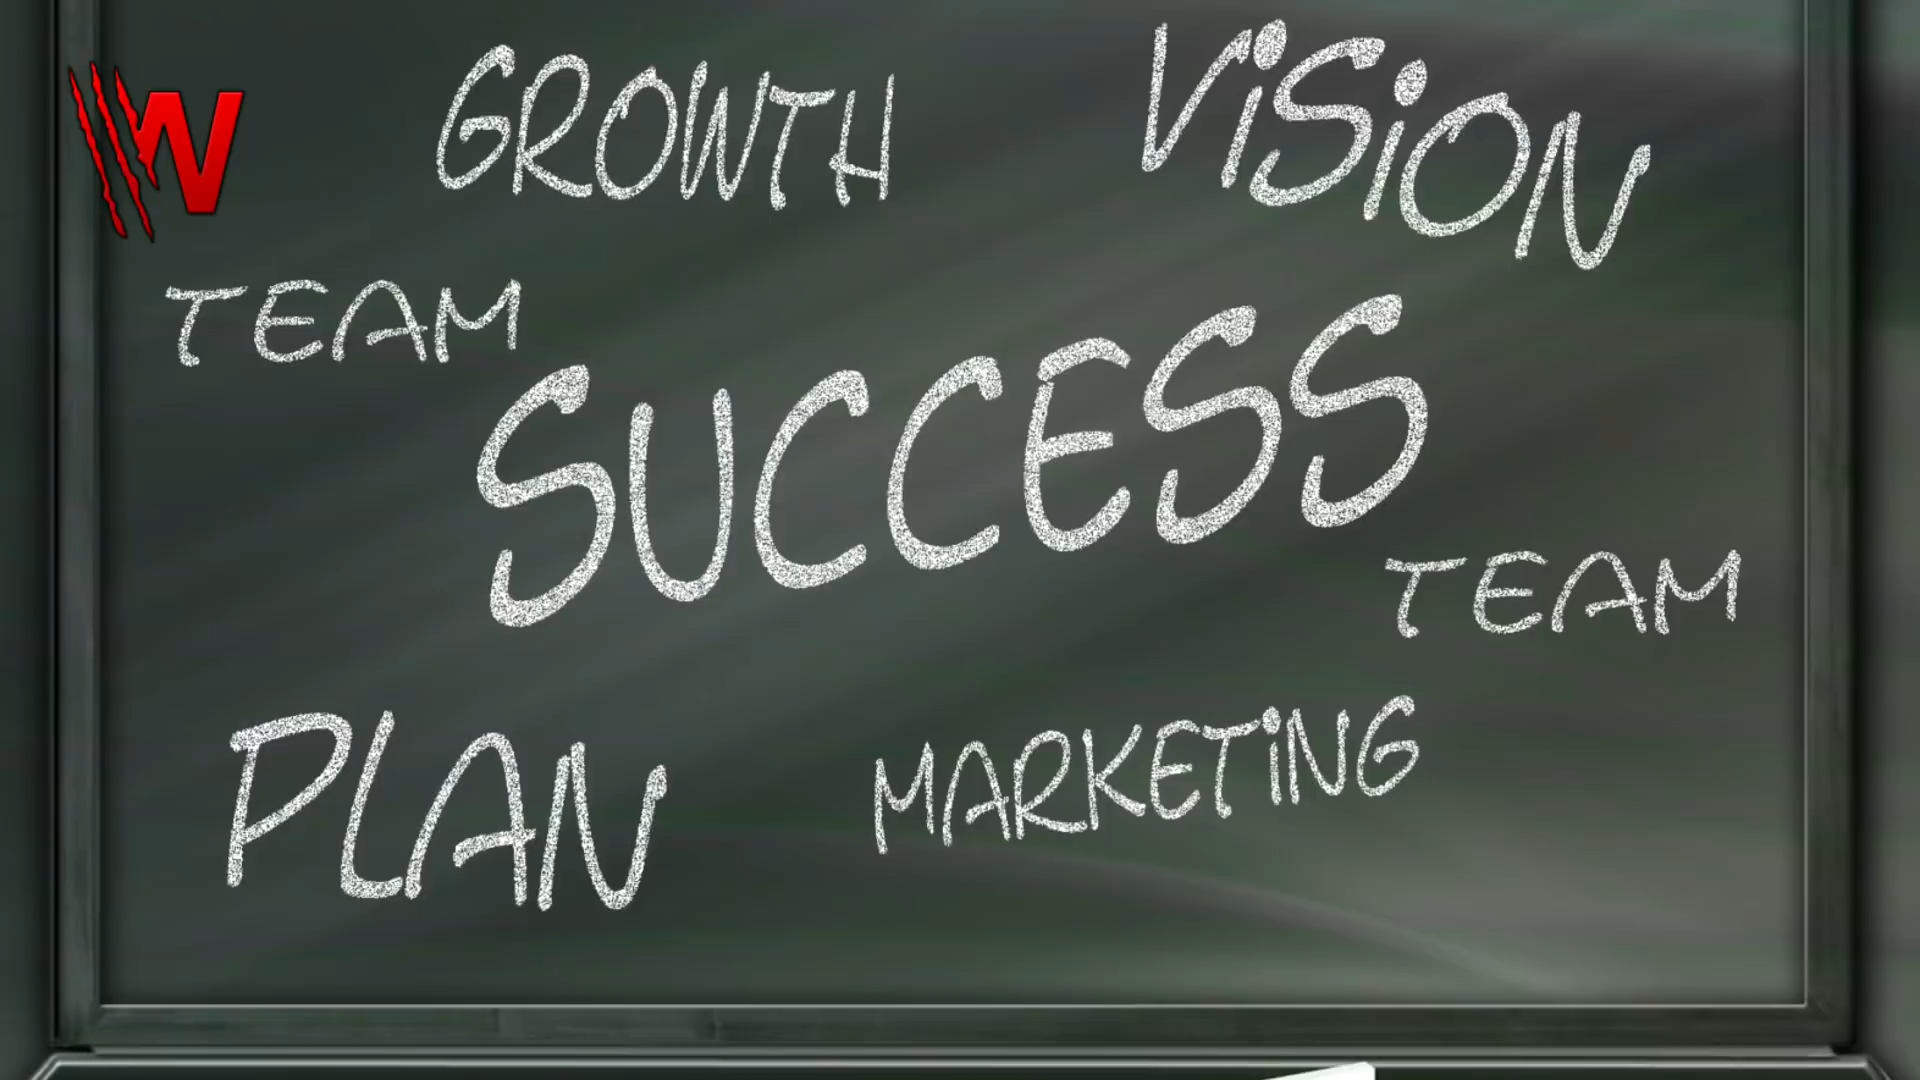 W
GROWTH
ViSiON
TEAM
SUCCESS
TEAM
PLAN
MARKETiNG